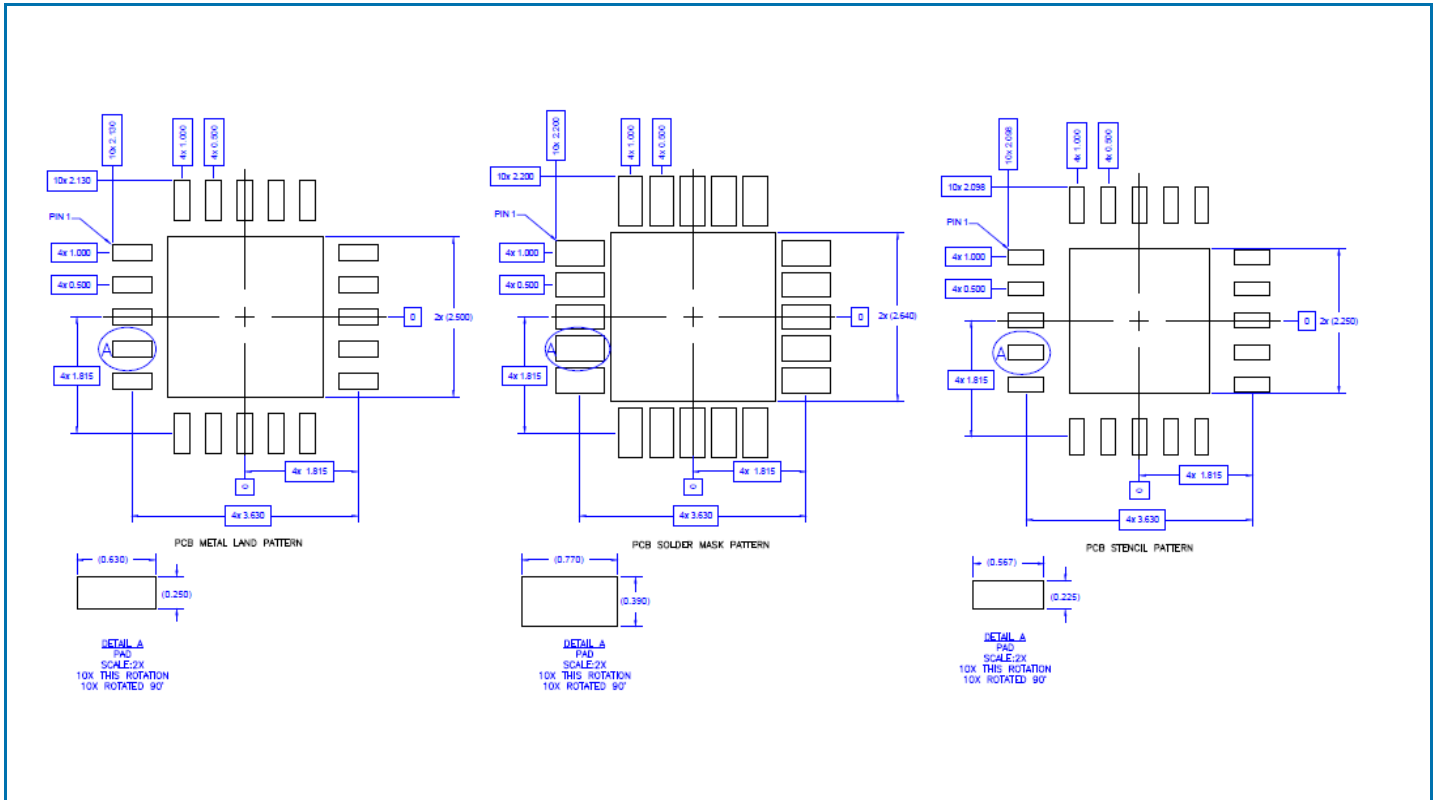 10x 2.130
4x 1.000
4x 0.500
10x 2.130
PIN 1
4x 1.000
4x 0.500
0
2x (2.500)
A
4x 1.815
4x 1.815
0
4x 3.630
PCB METAL LAND PATTERN
(0.630)
(0.250)
DETAIL A
PAD
SCALE:2X
10X THIS ROTATION
10X ROTATED 90°
10x 2.200
4x 1.000
4x 0.500
10x 2.200
PIN 1
4x 1.000
4x 0.500
0
2x (2.640)
A
4x 1.815
4x 1.815
0
4x 3.630
PCB SOLDER MASK PATTERN
(0.770)
(0.390)
DETAIL A
PAD
SCALE:2X
10X THIS ROTATION
10X ROTATED 90°
10x 2.098
4x 1.000
4x 0.500
10x 2.098
PIN 1
4x 1.000
4x 0.500
0
2x (2.250)
A
4x 1.815
4x 1.815
0
4x 3.630
PCB STENCIL PATTERN
(0.567)
(0.225)
DETAIL A
PAD
SCALE:2X
10X THIS ROTATION
10X ROTATED 90°